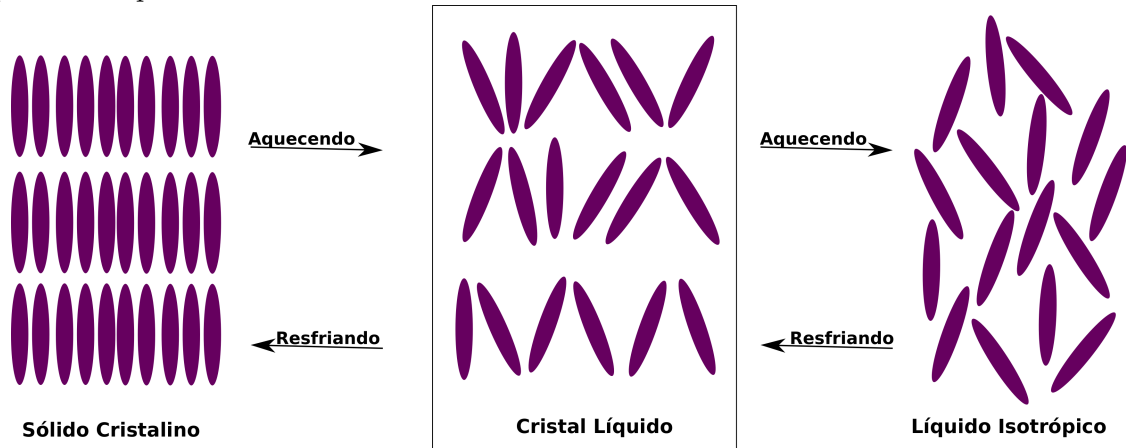 Aquecendo
Aquecendo
Resfriando
Resfriando
Sólido Cristalino
Cristal Líquido
Líquido Isotrópico